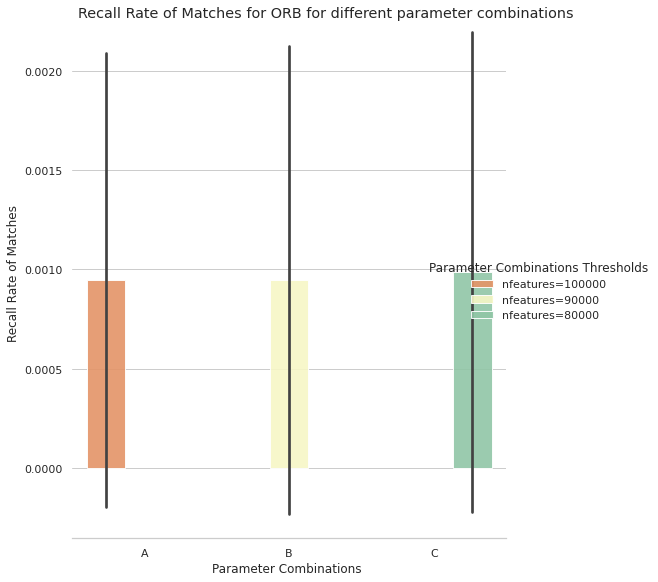 Recall Rate of Matches for ORB for different parameter combinations
0.0020
0.0015
0.0010
0.0005
0.0000
Recall Rate of Matches
Parameter Combinations Thresholds
nfeatures=100000
nfeatures=90000
nfeatures=80000
A
B
C
Parameter Combinations